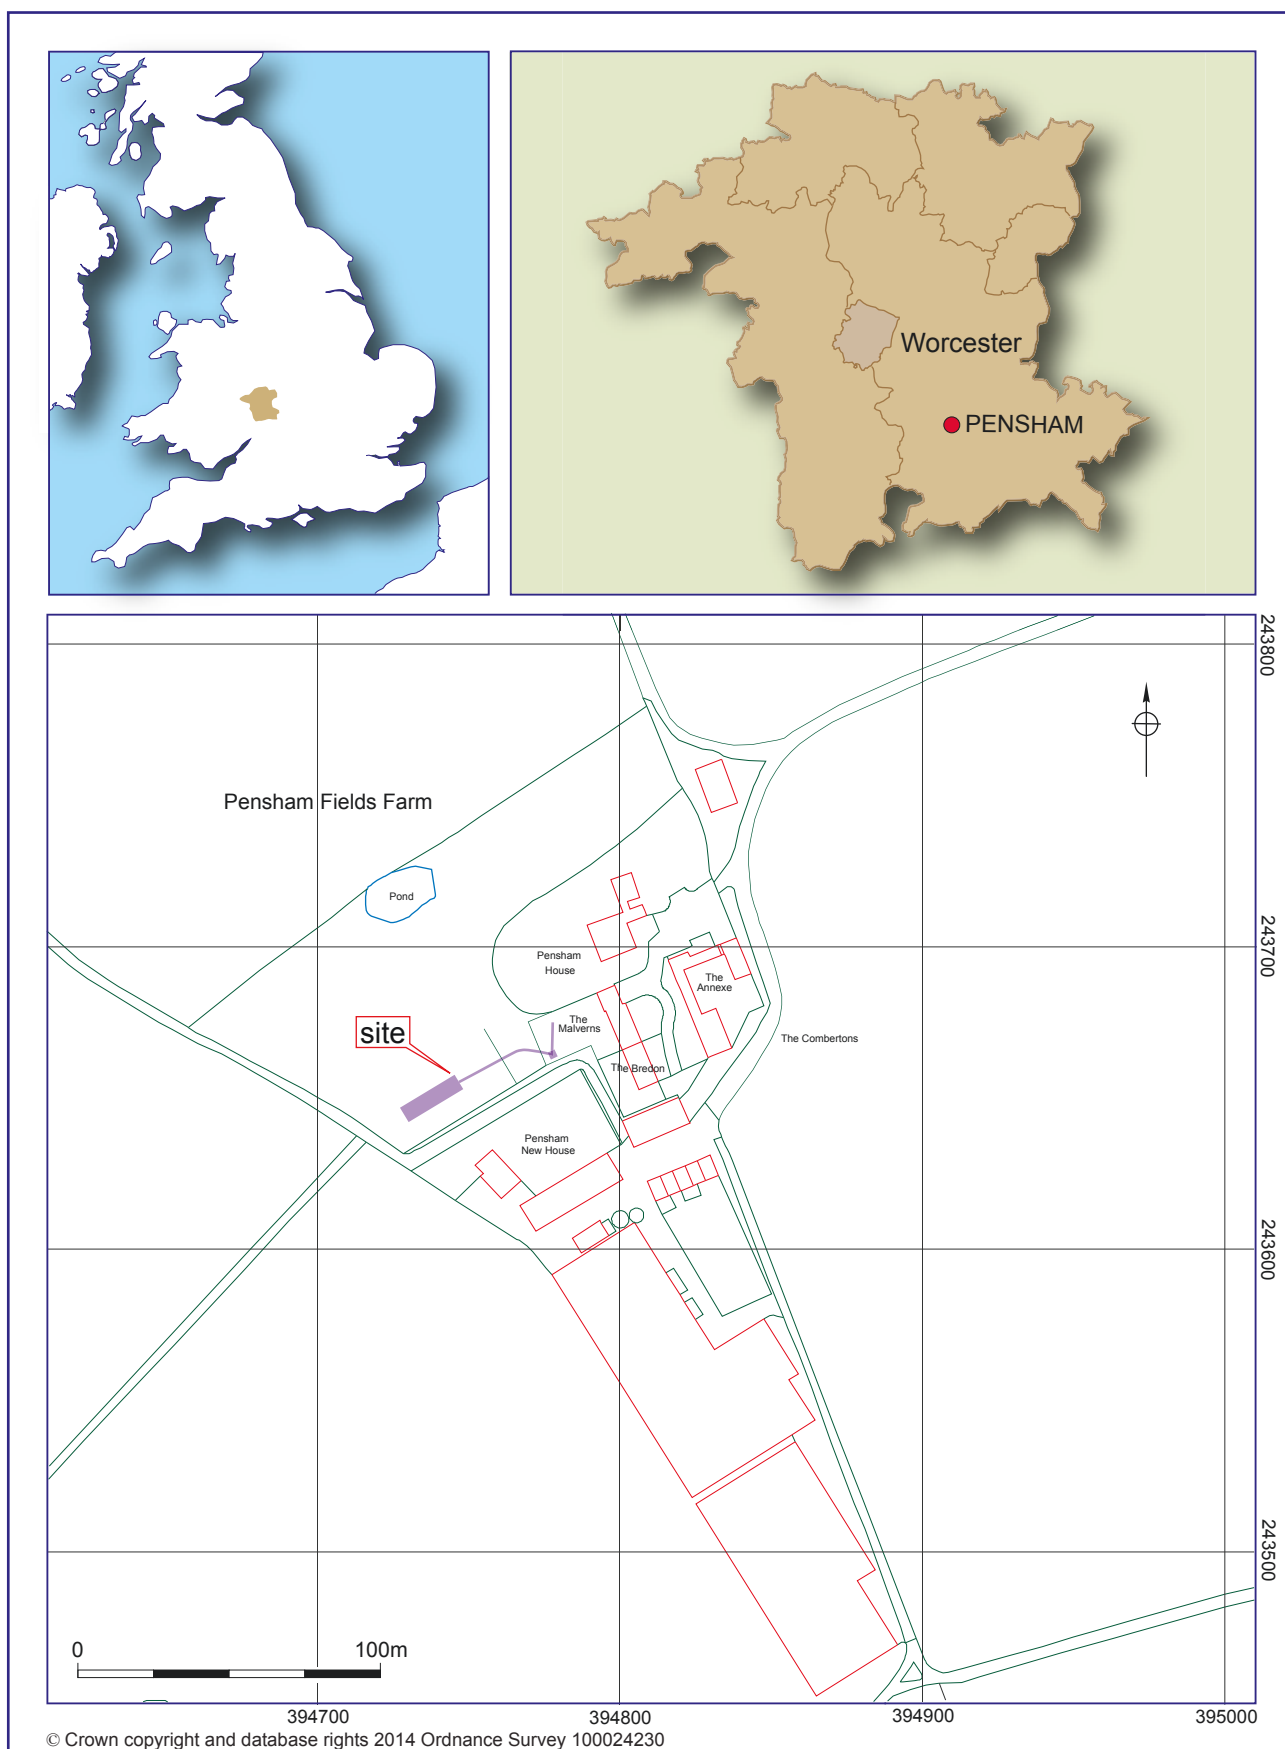 Worcester
PENSHAM
243800
Pensham Fields Farm
Pond
243700
Pensham
House
The
Annexe
The
Malverns
site
The Combertons
The Bredon
Pensham
New House
243600
243500
0 100m
394700 394800 394900 395000
© Crown copyright and database rights 2014 Ordnance Survey 100024230